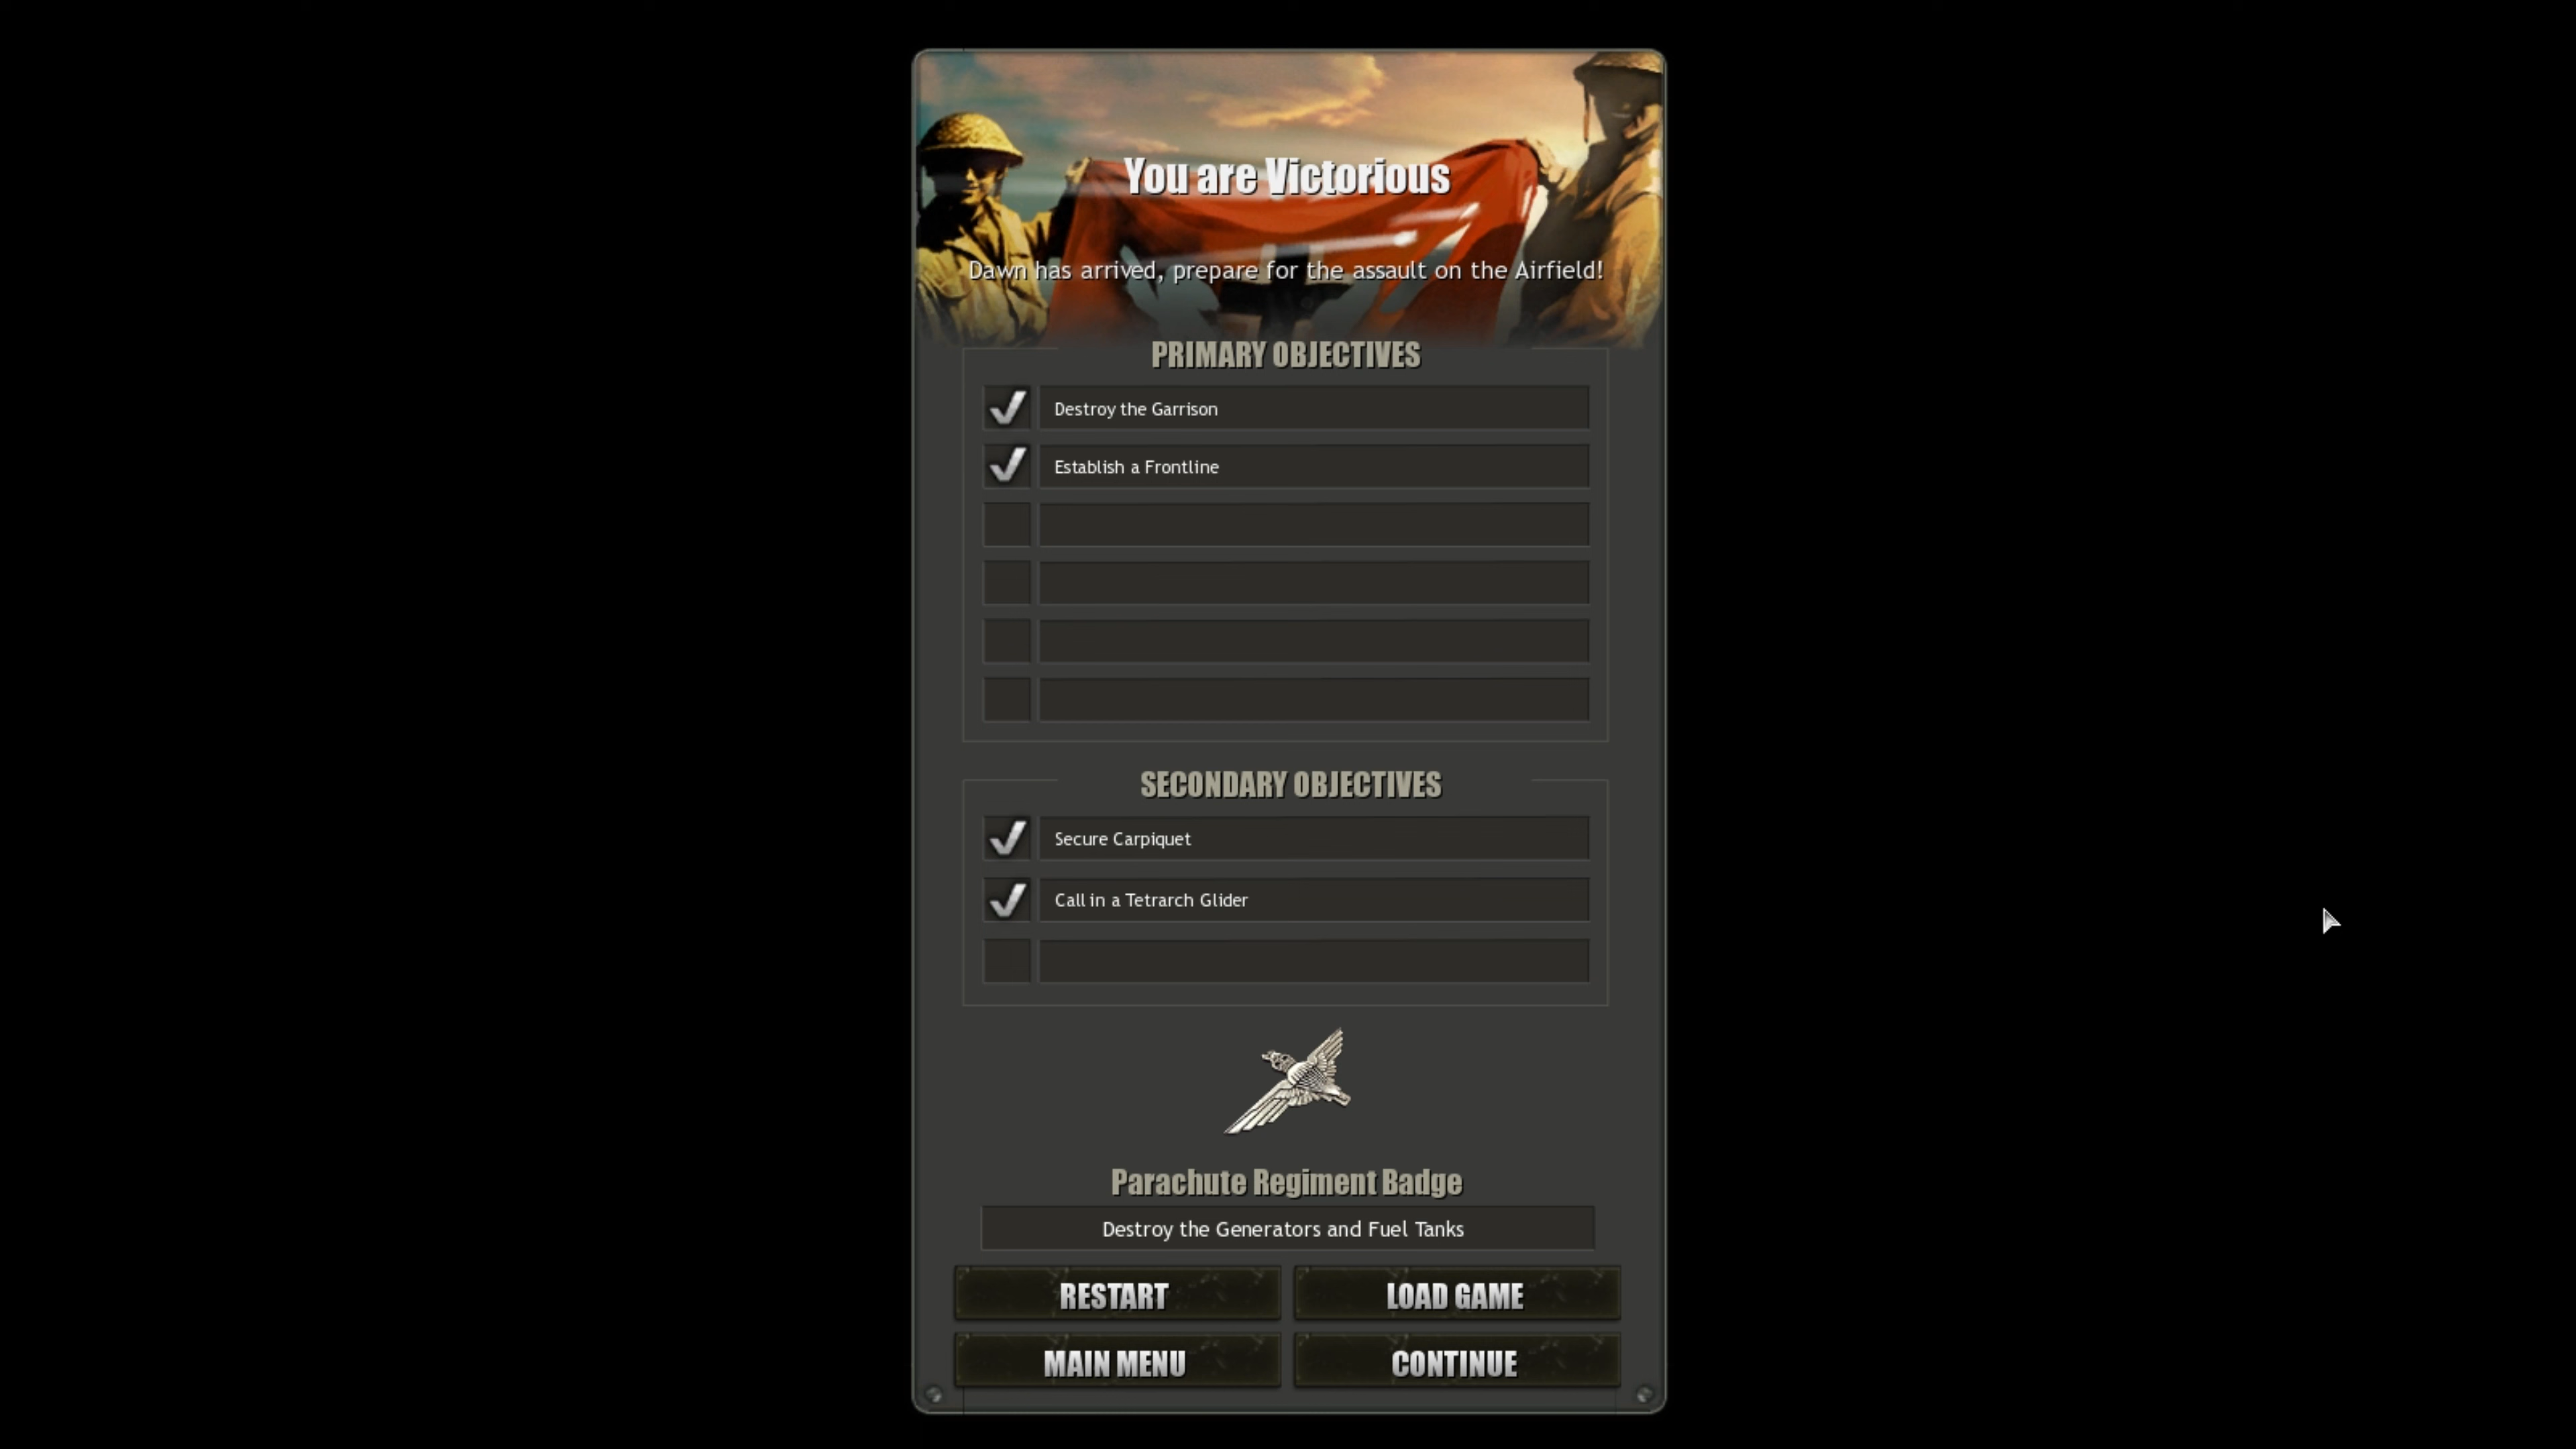 You are Victorious
Dawn has arrived, prepare for the assault on the Airfield!
PRIMARY OBJECTIVES
Destroy the Garrison
Establish a Frontline
SECONDARY OBJECTIVES
Secure Carpiquet
Call in a Tetrarch Glider
Parachute Regiment Badge
Destroy the Generators and Fuel Tanks
RESTART
LOAD GAME
MAIN MENU
CONTINUE